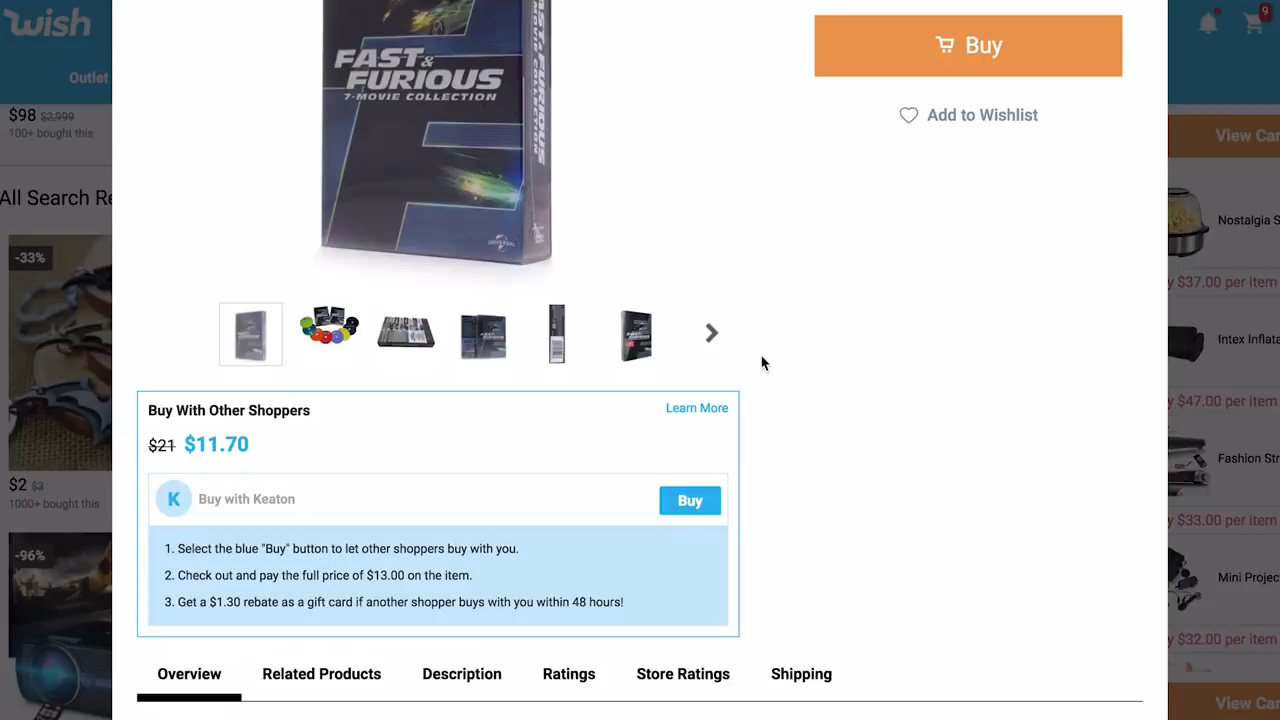 wish
9
Outlet
$98 $2,999
100+ bought this
All Search Re
-33%
$2 $3
1000+ bought this
-96%
FAST &
FURIOUS
7-MOVIE COLLECTION
UNIVERSAL
Buy
Add to Wishlist
Buy With Other Shoppers
Learn More
$21 $11.70
K
Buy with Keaton
Buy
1. Select the blue "Buy" button to let other shoppers buy with you.
2. Check out and pay the full price of $13.00 on the item.
3. Get a $1.30 rebate as a gift card if another shopper buys with you within 48 hours!
Overview
Related Products
Description
Ratings
Store Ratings
Shipping
View Car
Nostalgia S
y $37.00 per item
Intex Inflata
y $47.00 per item
Fashion Str
y $33.00 per item
Mini Projec
y $32.00 per item
View Car